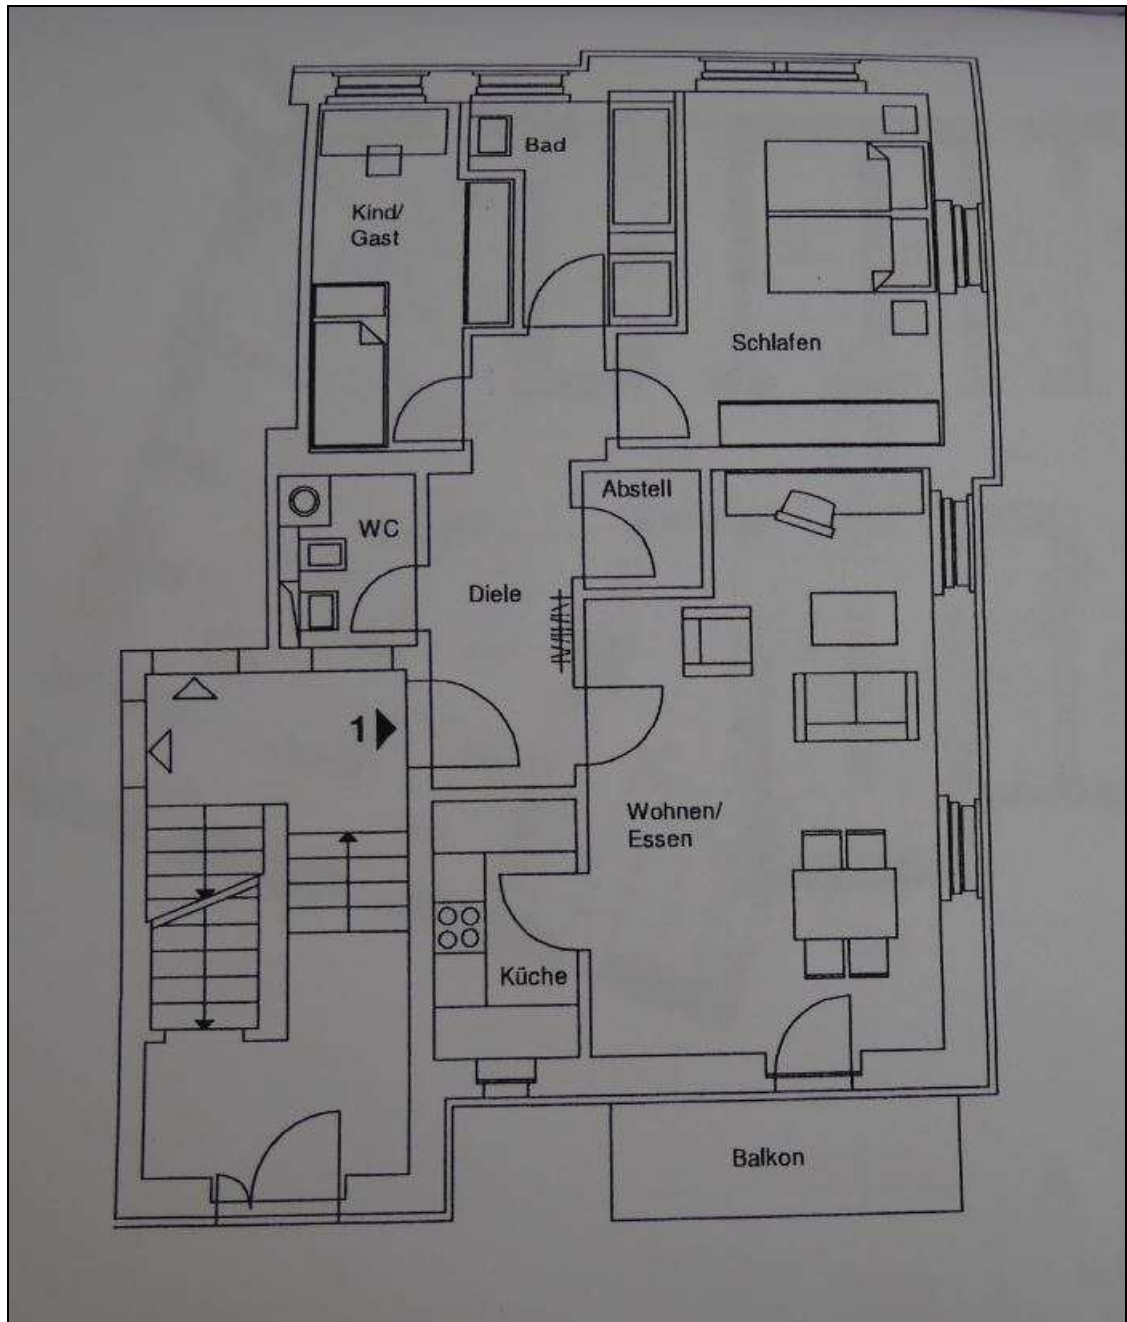 Bad
Kind/
Gast
Schlafen
Abstell
WC
Diele
1
Wohnen/
Essen
Küche
Balkon